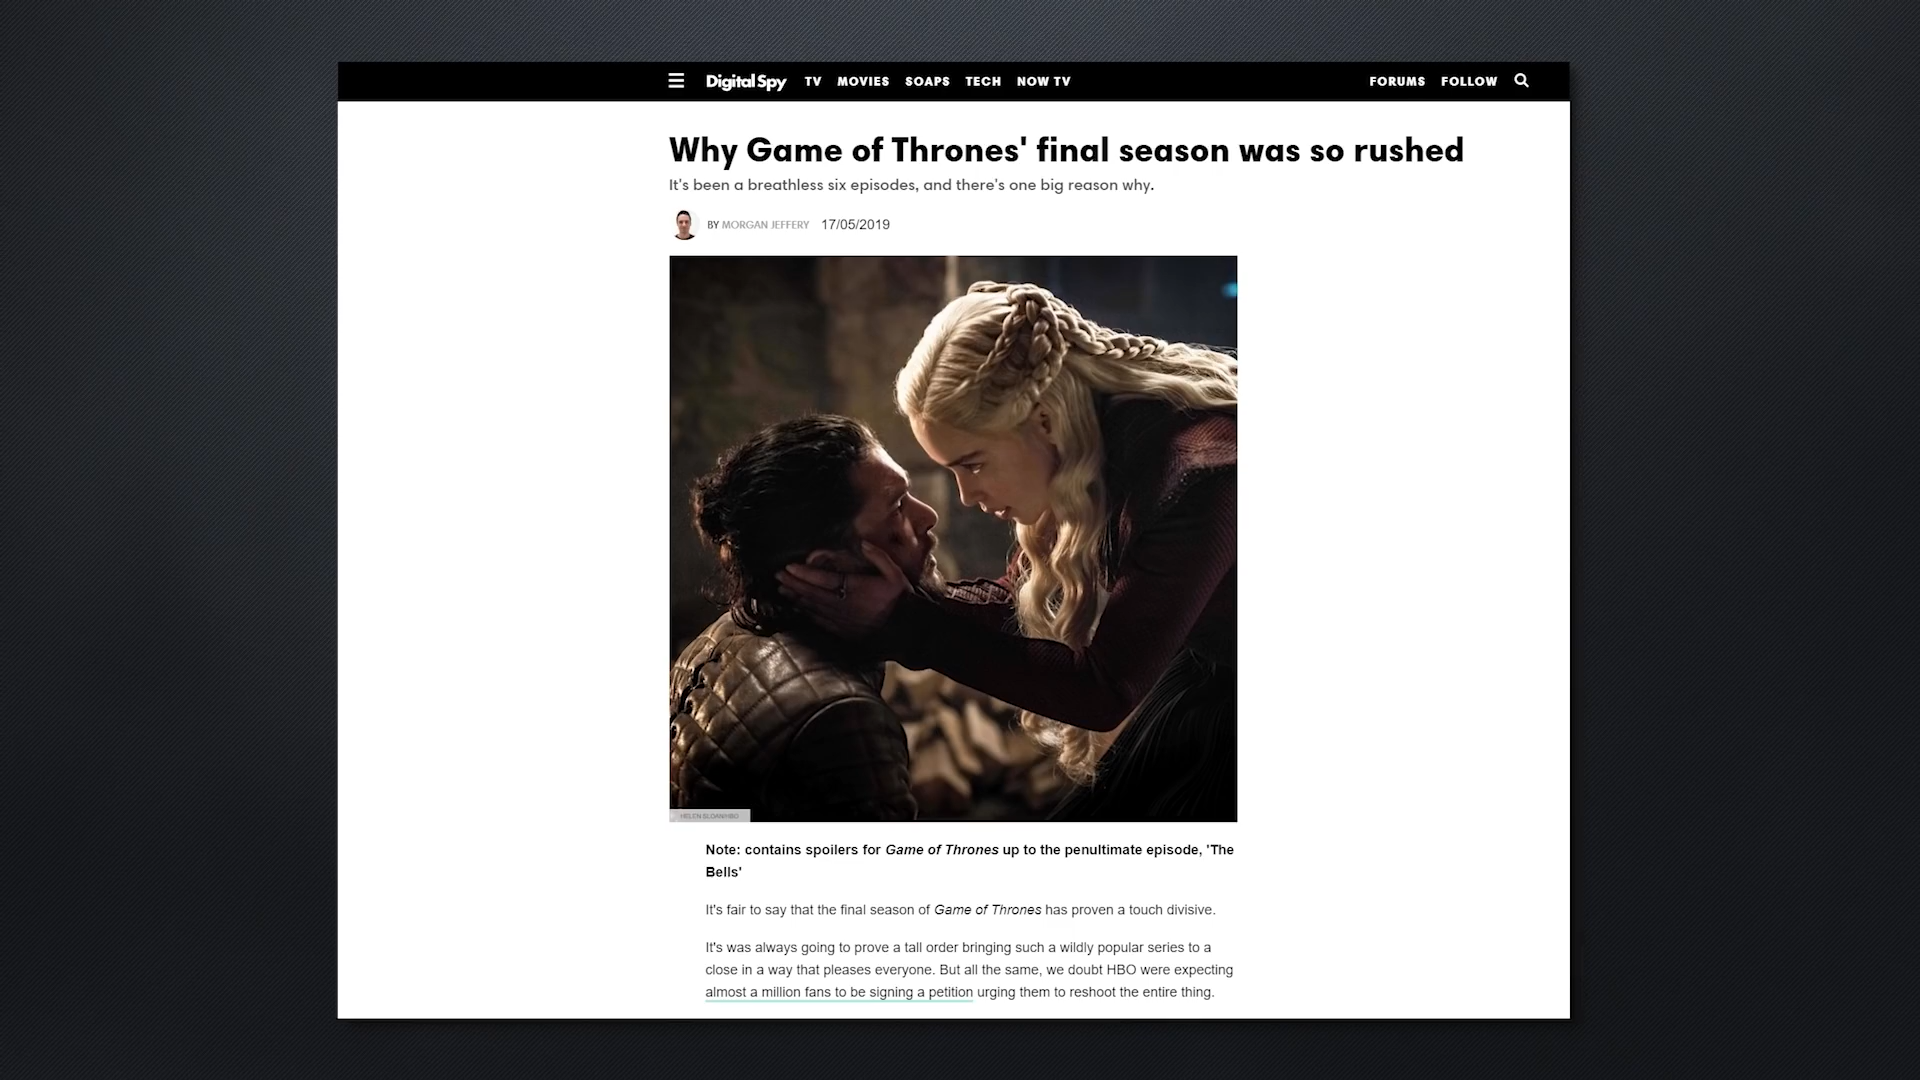 Digital Spy TV MOVIES SOAPS TECH NOW TV FORUMS FOLLOW
Why Game of Thrones' final season was so rushed
It's been a breathless six episodes, and there's one big reason why.
BY MORGAN JEFFERY 17/05/2019
HELEN SLOAN/HBO
Note: contains spoilers for Game of Thrones up to the penultimate episode, 'The
Bells'
It's fair to say that the final season of Game of Thrones has proven a touch divisive.
It's was always going to prove a tall order bringing such a wildly popular series to a
close in a way that pleases everyone. But all the same, we doubt HBO were expecting
almost a million fans to be signing a petition urging them to reshoot the entire thing.